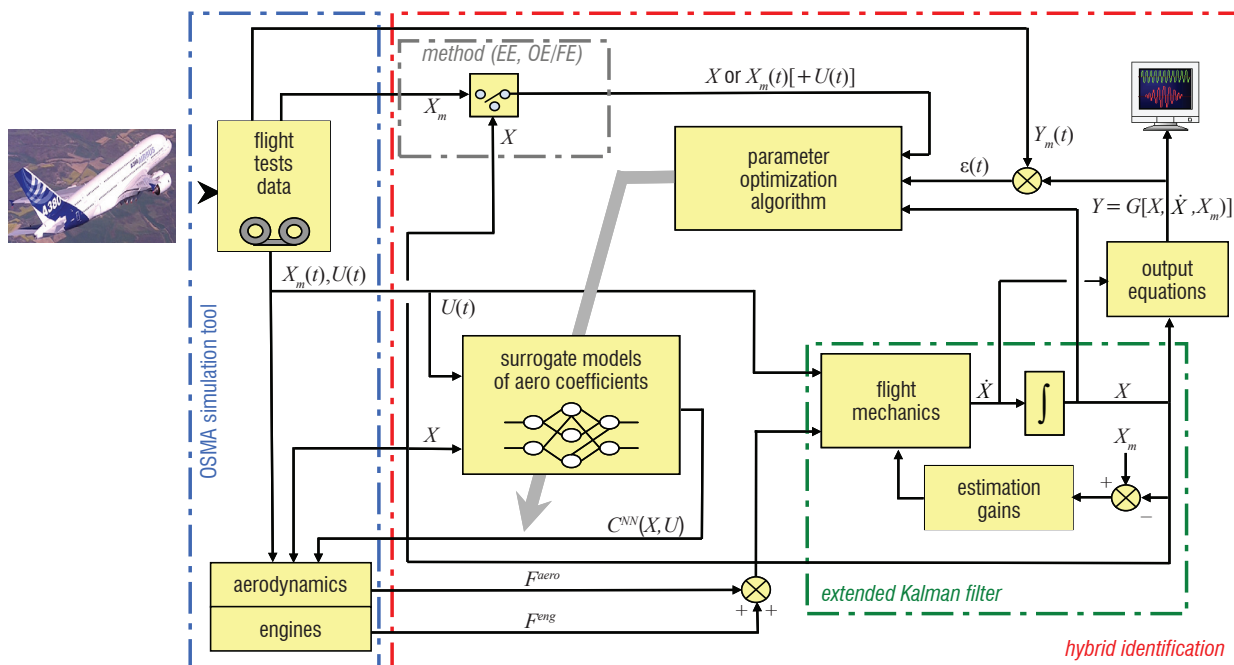 method (EE, OE/FE)
X or X_m(t)[+U(t)]
X_m
X
flight
tests
data
A380
parameter
optimization
algorithm
Y_m(t)
ε(t)
Y = G[X, Ẋ, X_m)]
output
equations
X_m(t),U(t)
U(t)
OSMA simulation tool
surrogate models
of aero coefficients
X
flight
mechanics
Ẋ
∫
X
X_m
+
−
estimation
gains
C^NN(X,U)
aerodynamics
engines
F^aero
F^eng
+ +
extended Kalman filter
hybrid identification